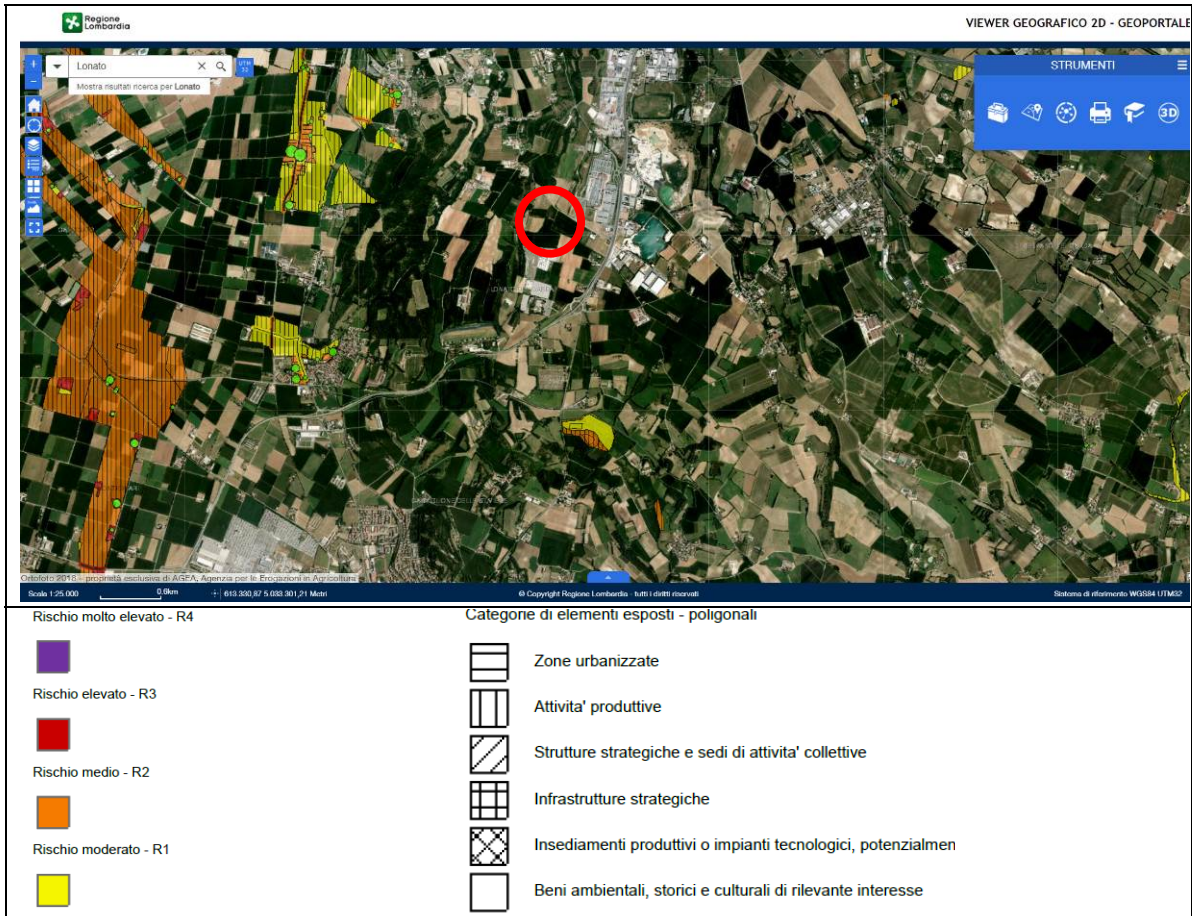 Regione
Lombardia
VIEWER GEOGRAFICO 2D - GEOPORTALE
+
−
Lonato
UTM
32
Mostra risultati ricerca per Lonato
STRUMENTI
3D
Ortofoto 2018 - proprietà esclusiva di AGEA, Agenzia per le Erogazioni in Agricoltura
Scala 1:25.000
0.6km
613.330,87 5.033.301,21 Metri
© Copyright Regione Lombardia - tutti i diritti riservati
Sistema di riferimento WGS84 UTM32
Rischio molto elevato - R4
Rischio elevato - R3
Rischio medio - R2
Rischio moderato - R1
Categorie di elementi esposti - poligonali
Zone urbanizzate
Attivita' produttive
Strutture strategiche e sedi di attivita' collettive
Infrastrutture strategiche
Insediamenti produttivi o impianti tecnologici, potenzialmen
Beni ambientali, storici e culturali di rilevante interesse